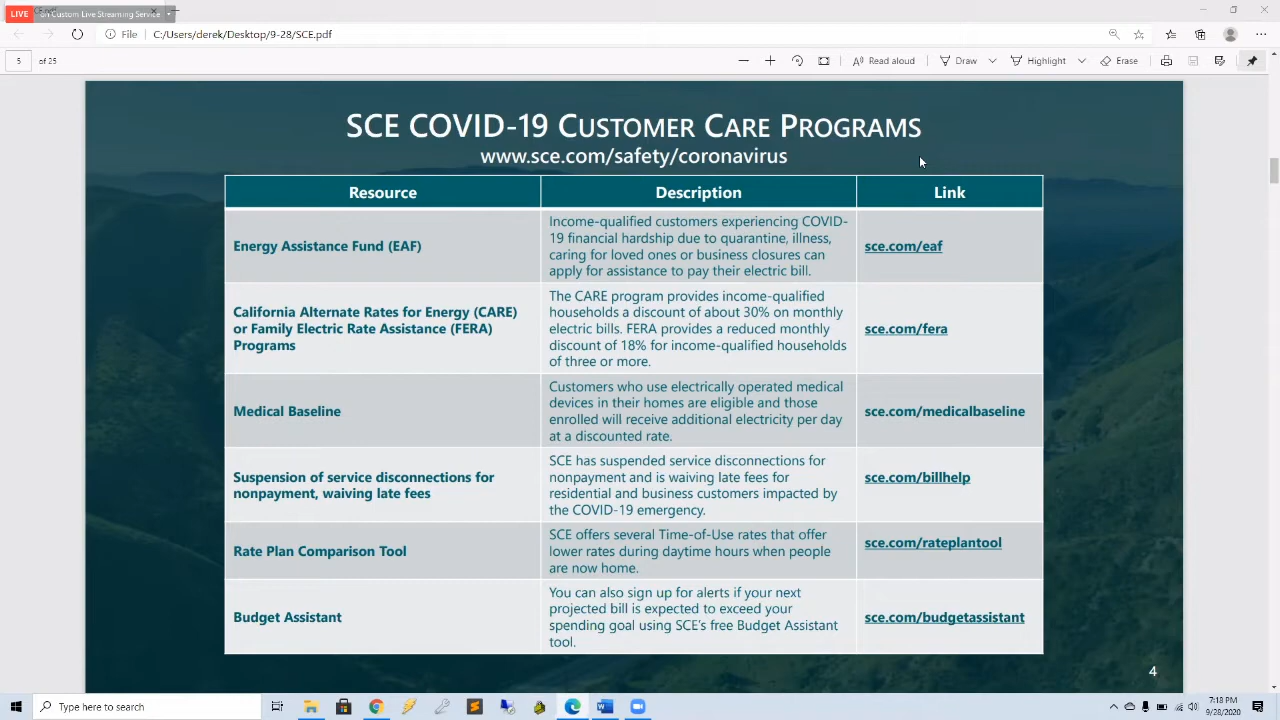 LIVE on Custom Live Streaming Service
File C:/Users/derek/Desktop/9-28/SCE.pdf
5 of 25
Read aloud Draw Highlight Erase
SCE COVID-19 CUSTOMER CARE PROGRAMS
www.sce.com/safety/coronavirus
Resource Description Link
Energy Assistance Fund (EAF)
Income-qualified customers experiencing COVID-
19 financial hardship due to quarantine, illness,
caring for loved ones or business closures can
apply for assistance to pay their electric bill.
sce.com/eaf
California Alternate Rates for Energy (CARE)
or Family Electric Rate Assistance (FERA)
Programs
The CARE program provides income-qualified
households a discount of about 30% on monthly
electric bills. FERA provides a reduced monthly
discount of 18% for income-qualified households
of three or more.
sce.com/fera
Medical Baseline
Customers who use electrically operated medical
devices in their homes are eligible and those
enrolled will receive additional electricity per day
at a discounted rate.
sce.com/medicalbaseline
Suspension of service disconnections for
nonpayment, waiving late fees
SCE has suspended service disconnections for
nonpayment and is waiving late fees for
residential and business customers impacted by
the COVID-19 emergency.
sce.com/billhelp
Rate Plan Comparison Tool
SCE offers several Time-of-Use rates that offer
lower rates during daytime hours when people
are now home.
sce.com/rateplantool
Budget Assistant
You can also sign up for alerts if your next
projected bill is expected to exceed your
spending goal using SCE's free Budget Assistant
tool.
sce.com/budgetassistant
4
Type here to search
7:18 PM
9/28/2020